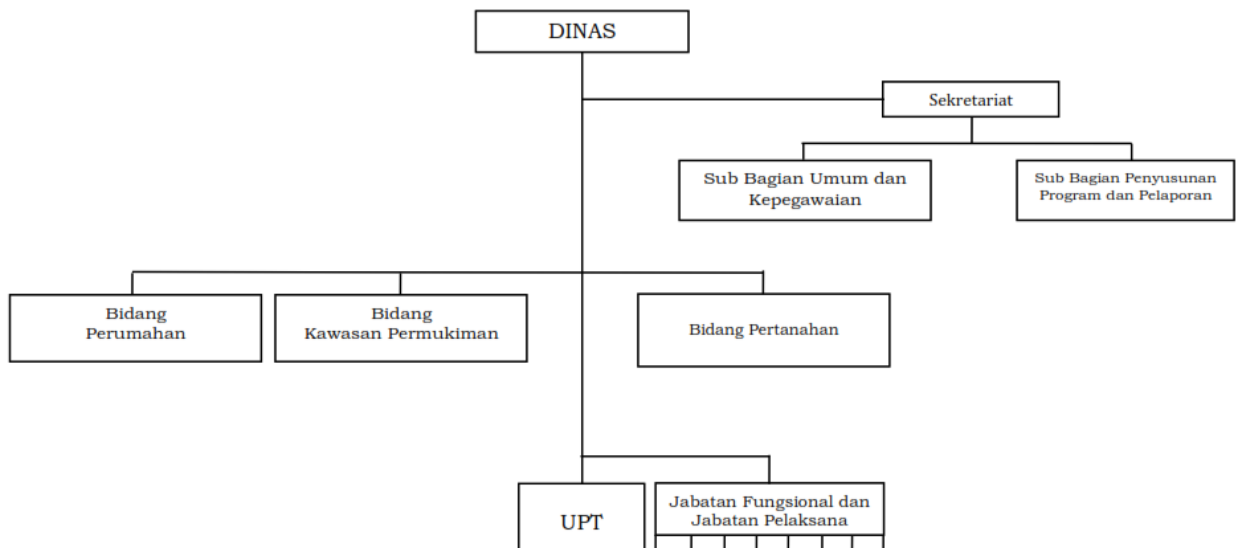 DINAS
Sekretariat
Sub Bagian Umum dan
Kepegawaian
Sub Bagian Penyusunan
Program dan Pelaporan
Bidang
Perumahan
Bidang
Kawasan Permukiman
Bidang Pertanahan
UPT
Jabatan Fungsional dan
Jabatan Pelaksana